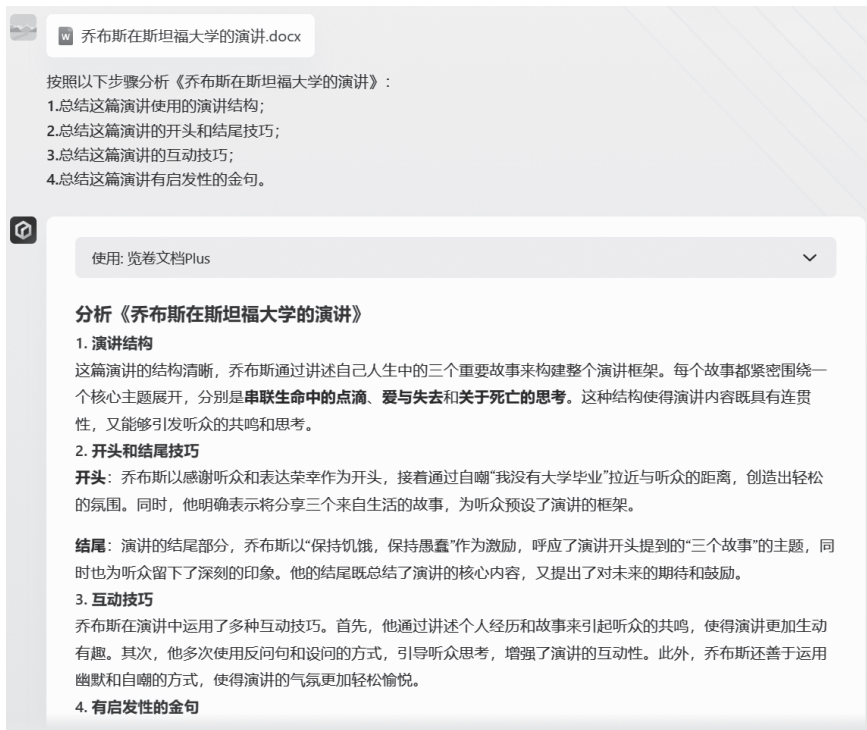 乔布斯在斯坦福大学的演讲.docx
按照以下步骤分析《乔布斯在斯坦福大学的演讲》：
1.总结这篇演讲使用的演讲结构；
2.总结这篇演讲的开头和结尾技巧；
3.总结这篇演讲的互动技巧；
4.总结这篇演讲有启发性的金句。
使用: 览卷文档Plus
分析《乔布斯在斯坦福大学的演讲》
1. 演讲结构
这篇演讲的结构清晰，乔布斯通过讲述自己人生中的三个重要故事来构建整个演讲框架。每个故事都紧密围绕一
个核心主题展开，分别是串联生命中的点滴、爱与失去和关于死亡的思考。这种结构使得演讲内容既具有连贯
性，又能够引发听众的共鸣和思考。
2. 开头和结尾技巧
开头：乔布斯以感谢听众和表达荣幸作为开头，接着通过自嘲“我没有大学毕业”拉近与听众的距离，创造出轻松
的氛围。同时，他明确表示将分享三个来自生活的故事，为听众预设了演讲的框架。
结尾：演讲的结尾部分，乔布斯以“保持饥饿，保持愚蠢”作为激励，呼应了演讲开头提到的“三个故事”的主题，同
时也为听众留下了深刻的印象。他的结尾既总结了演讲的核心内容，又提出了对未来的期待和鼓励。
3. 互动技巧
乔布斯在演讲中运用了多种互动技巧。首先，他通过讲述个人经历和故事来引起听众的共鸣，使得演讲更加生动
有趣。其次，他多次使用反问句和设问的方式，引导听众思考，增强了演讲的互动性。此外，乔布斯还善于运用
幽默和自嘲的方式，使得演讲的气氛更加轻松愉悦。
4. 有启发性的金句